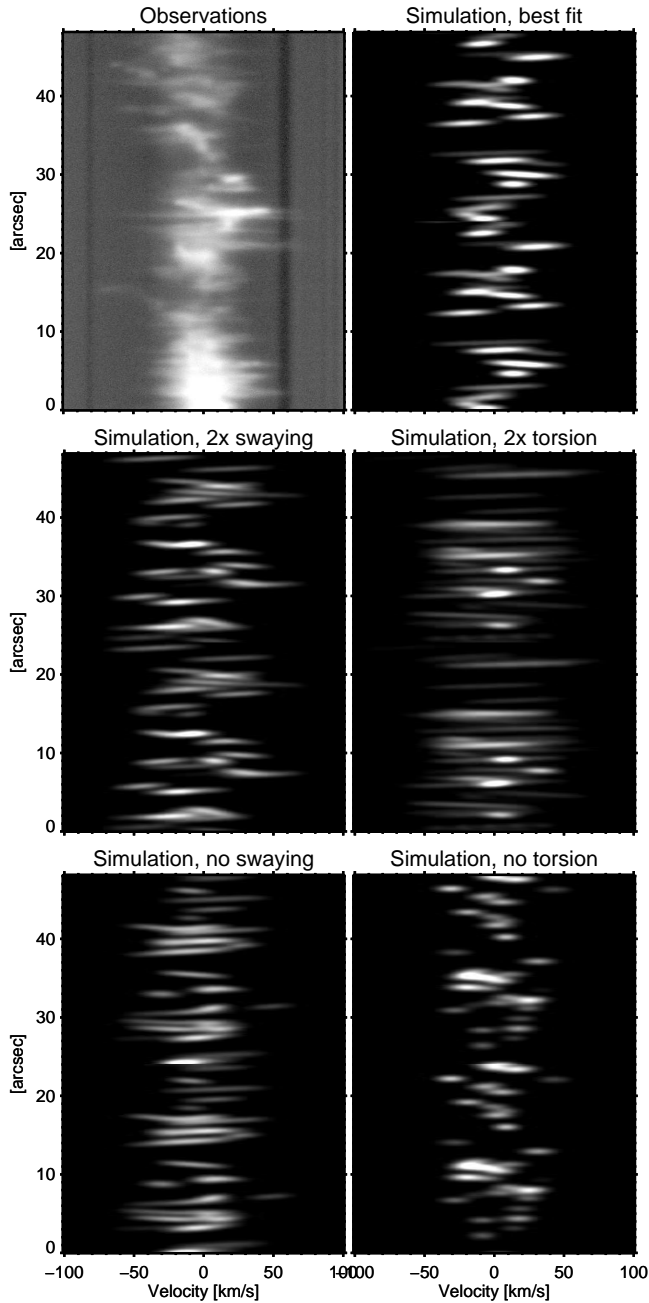 Observations
Simulation, best fit
40
30
20
10
0
[arcsec]
Simulation, 2x swaying
Simulation, 2x torsion
40
30
20
10
0
[arcsec]
Simulation, no swaying
Simulation, no torsion
40
30
20
10
0
[arcsec]
−100 −50 0 50 100
−100 −50 0 50 100
Velocity [km/s]
Velocity [km/s]